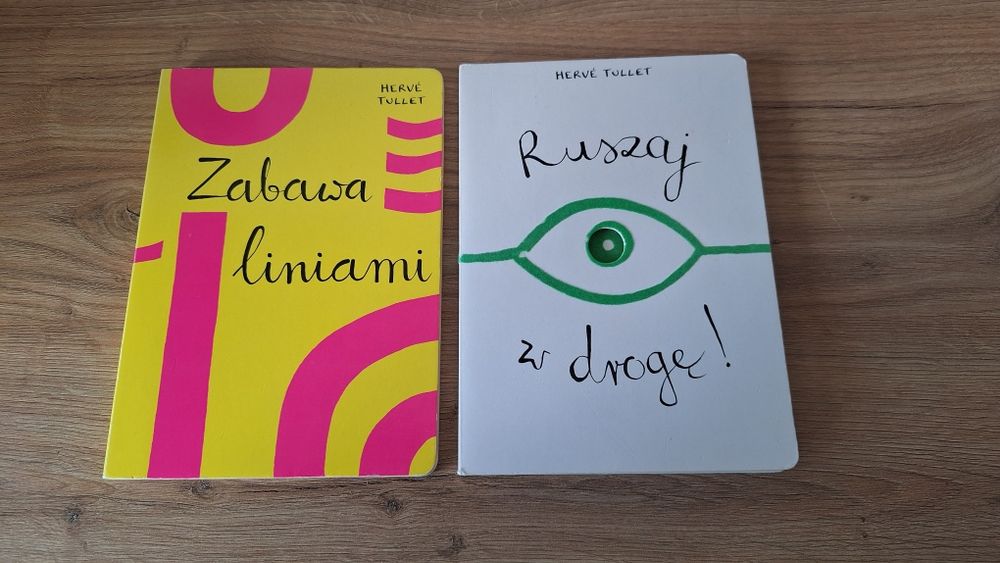 HERVÉ
TULLET
Zabawa
liniami
HERVÉ TULLET
Ruszaj
w drogę!